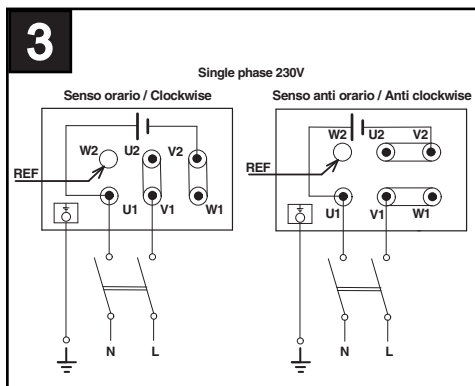 3
Single phase 230V
Senso orario / Clockwise
W2 U2 V2
REF
U1 V1 W1
N L
Senso anti orario / Anti clockwise
W2 U2 V2
REF
U1 V1 W1
N L